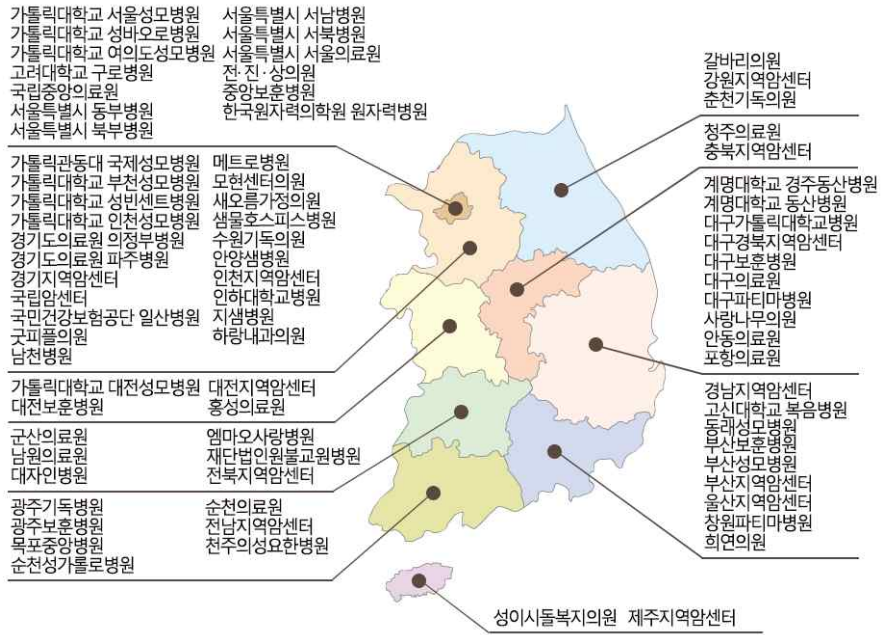 가톨릭대학교 서울성모병원
가톨릭대학교 성바오로병원
가톨릭대학교 여의도성모병원
고려대학교 구로병원
국립중앙의료원
서울특별시 동부병원
서울특별시 북부병원
서울특별시 서남병원
서울특별시 서북병원
서울특별시 서울의료원
전·진·상의원
중앙보훈병원
한국원자력의학원 원자력병원
가톨릭관동대 국제성모병원
가톨릭대학교 부천성모병원
가톨릭대학교 성빈센트병원
가톨릭대학교 인천성모병원
경기도의료원 의정부병원
경기도의료원 파주병원
경기지역암센터
국립암센터
국민건강보험공단 일산병원
굿피플의원
남천병원
메트로병원
모현센터의원
새오름가정의원
샘물호스피스병원
수원기독의원
안양샘병원
인천지역암센터
인하대학교병원
지샘병원
하랑내과의원
가톨릭대학교 대전성모병원
대전보훈병원
대전지역암센터
홍성의료원
군산의료원
남원의료원
대자인병원
엠마오사랑병원
재단법인원불교원병원
전북지역암센터
광주기독병원
광주보훈병원
목포중앙병원
순천성가롤로병원
순천의료원
전남지역암센터
천주의성요한병원
갈바리의원
강원지역암센터
춘천기독의원
청주의료원
충북지역암센터
계명대학교 경주동산병원
계명대학교 동산병원
대구가톨릭대학교병원
대구경북지역암센터
대구보훈병원
대구의료원
대구파티마병원
사랑나무의원
안동의료원
포항의료원
경남지역암센터
고신대학교 복음병원
동래성모병원
부산보훈병원
부산성모병원
부산지역암센터
울산지역암센터
창원파티마병원
희연의원
성이시돌복지의원 제주지역암센터